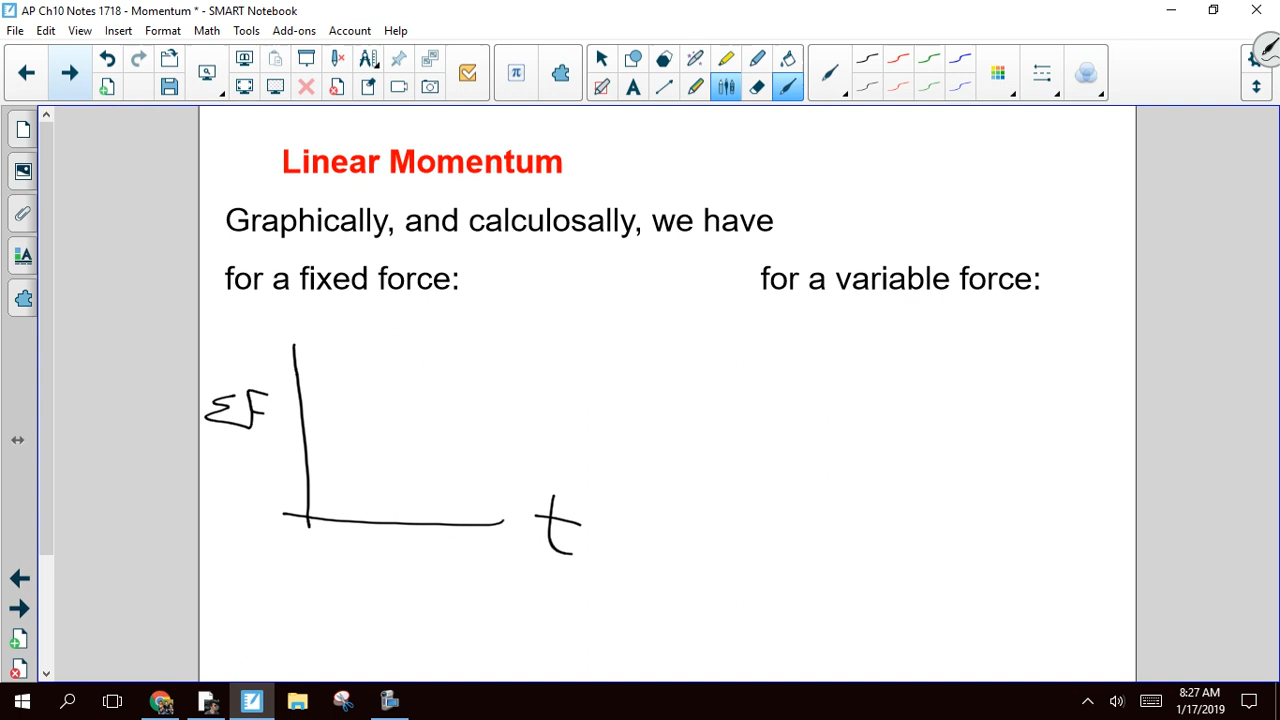 AP Ch10 Notes 1718 - Momentum * - SMART Notebook
File Edit View Insert Format Math Tools Add-ons Account Help
Linear Momentum
Graphically, and calculosally, we have
for a fixed force: for a variable force:
ΣF
t
8:27 AM
1/17/2019